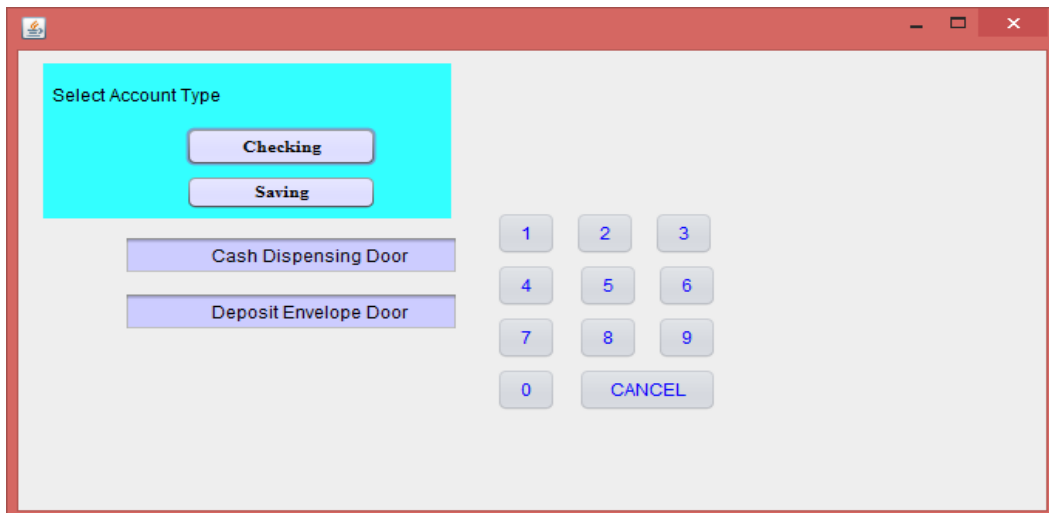 Select Account Type
Checking
Saving
Cash Dispensing Door
Deposit Envelope Door
1 2 3
4 5 6
7 8 9
0 CANCEL